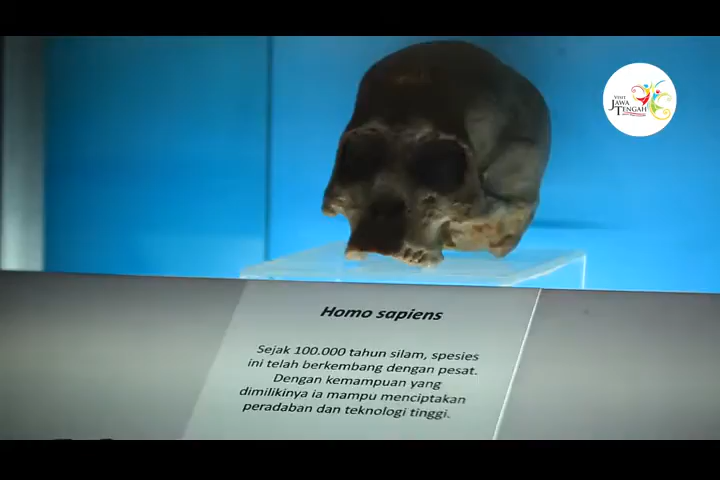 VISIT
JAWA
TENGAH
Homo sapiens
Sejak 100.000 tahun silam, spesies
ini telah berkembang dengan pesat.
Dengan kemampuan yang
dimilikinya ia mampu menciptakan
peradaban dan teknologi tinggi.